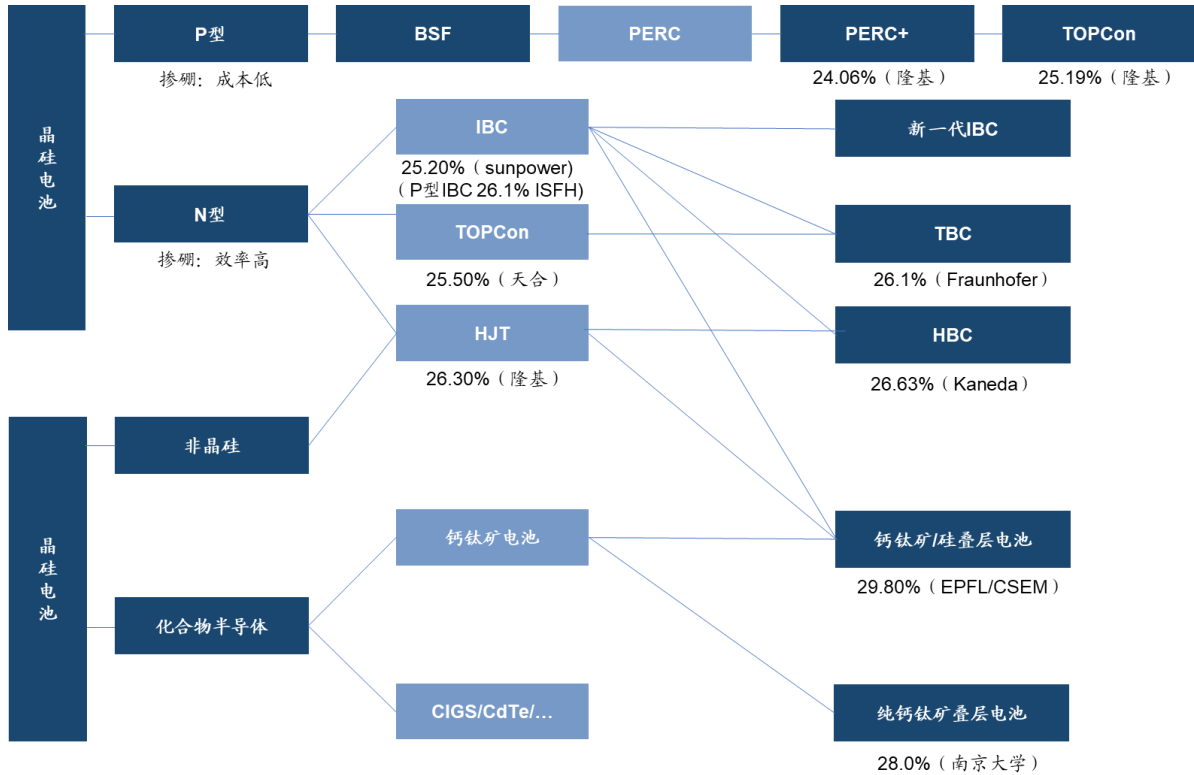 晶硅电池
P型
BSF
PERC
PERC+
TOPCon
掺硼：成本低
24.06%（隆基）
25.19%（隆基）
IBC
新一代IBC
25.20%（sunpower)
（P型IBC 26.1% ISFH)
N型
掺硼：效率高
TOPCon
TBC
25.50%（天合）
26.1%（Fraunhofer）
HJT
HBC
26.30%（隆基）
26.63%（Kaneda）
晶硅电池
非晶硅
钙钛矿电池
钙钛矿/硅叠层电池
29.80%（EPFL/CSEM）
化合物半导体
CIGS/CdTe/…
纯钙钛矿叠层电池
28.0%（南京大学）